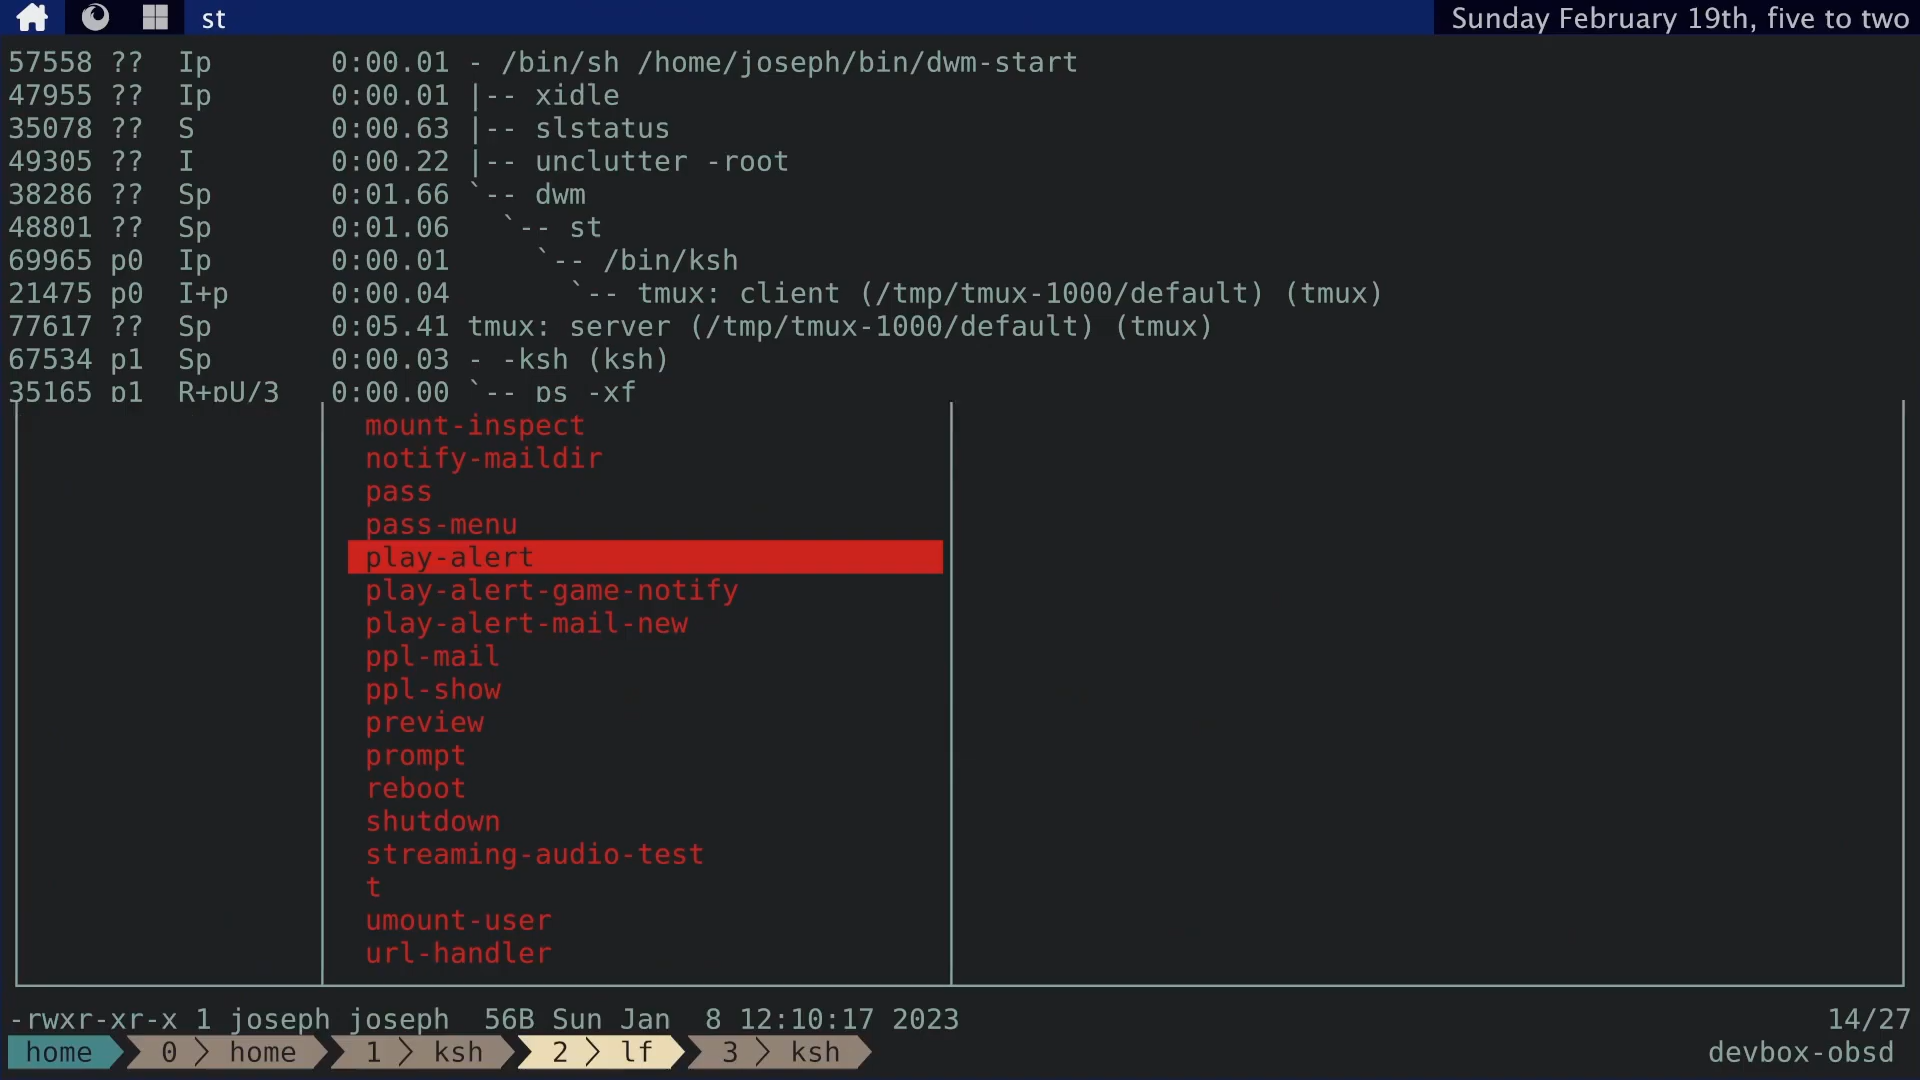 st Sunday February 19th, five to two
57558 ?? Ip 0:00.01 - /bin/sh /home/joseph/bin/dwm-start
47955 ?? Ip 0:00.01 |-- xidle
35078 ?? S 0:00.63 |-- slstatus
49305 ?? I 0:00.22 |-- unclutter -root
38286 ?? Sp 0:01.66 `-- dwm
48801 ?? Sp 0:01.06 `-- st
69965 p0 Ip 0:00.01 `-- /bin/ksh
21475 p0 I+p 0:00.04 `-- tmux: client (/tmp/tmux-1000/default) (tmux)
77617 ?? Sp 0:05.41 tmux: server (/tmp/tmux-1000/default) (tmux)
67534 p1 Sp 0:00.03 - -ksh (ksh)
35165 p1 R+pU/3 0:00.00 `-- ps -xf
mount-inspect
notify-maildir
pass
pass-menu
play-alert
play-alert-game-notify
play-alert-mail-new
ppl-mail
ppl-show
preview
prompt
reboot
shutdown
streaming-audio-test
t
umount-user
url-handler
-rwxr-xr-x 1 joseph joseph 56B Sun Jan 8 12:10:17 2023 14/27
home 0 home 1 ksh 2 lf 3 ksh devbox-obsd